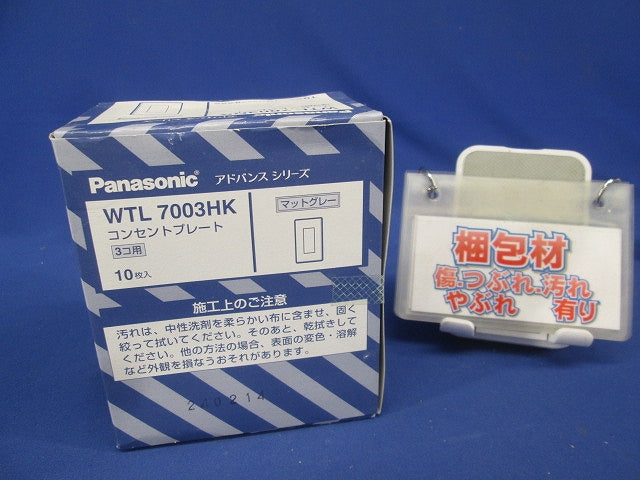 Panasonic アドバンス シリーズ
WTL 7003HK
マットグレー
コンセントプレート
3コ用
10枚入
施工上のご注意
汚れは、中性洗剤を柔らかい布に含ませ、固く
絞って拭いてください。そのあと、乾拭きして
ください。他の方法の場合、表面の変色・溶解
など外観を損なうおそれがあります。
240214
梱包材
傷・つぶれ・汚れ
やぶれ 有り